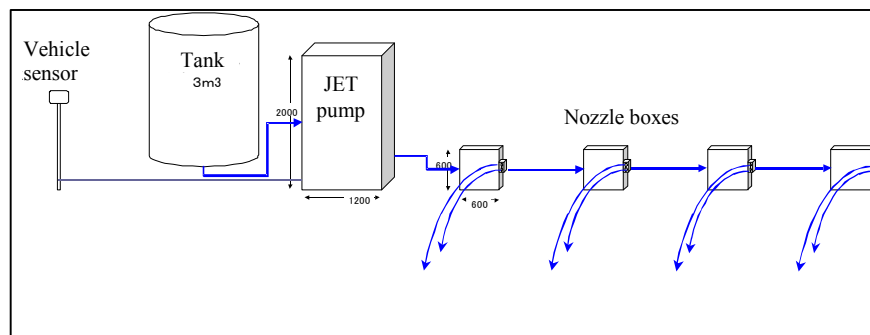 Vehicle
sensor
Tank
3m3
JET
pump
2000
1200
Nozzle boxes
600
600